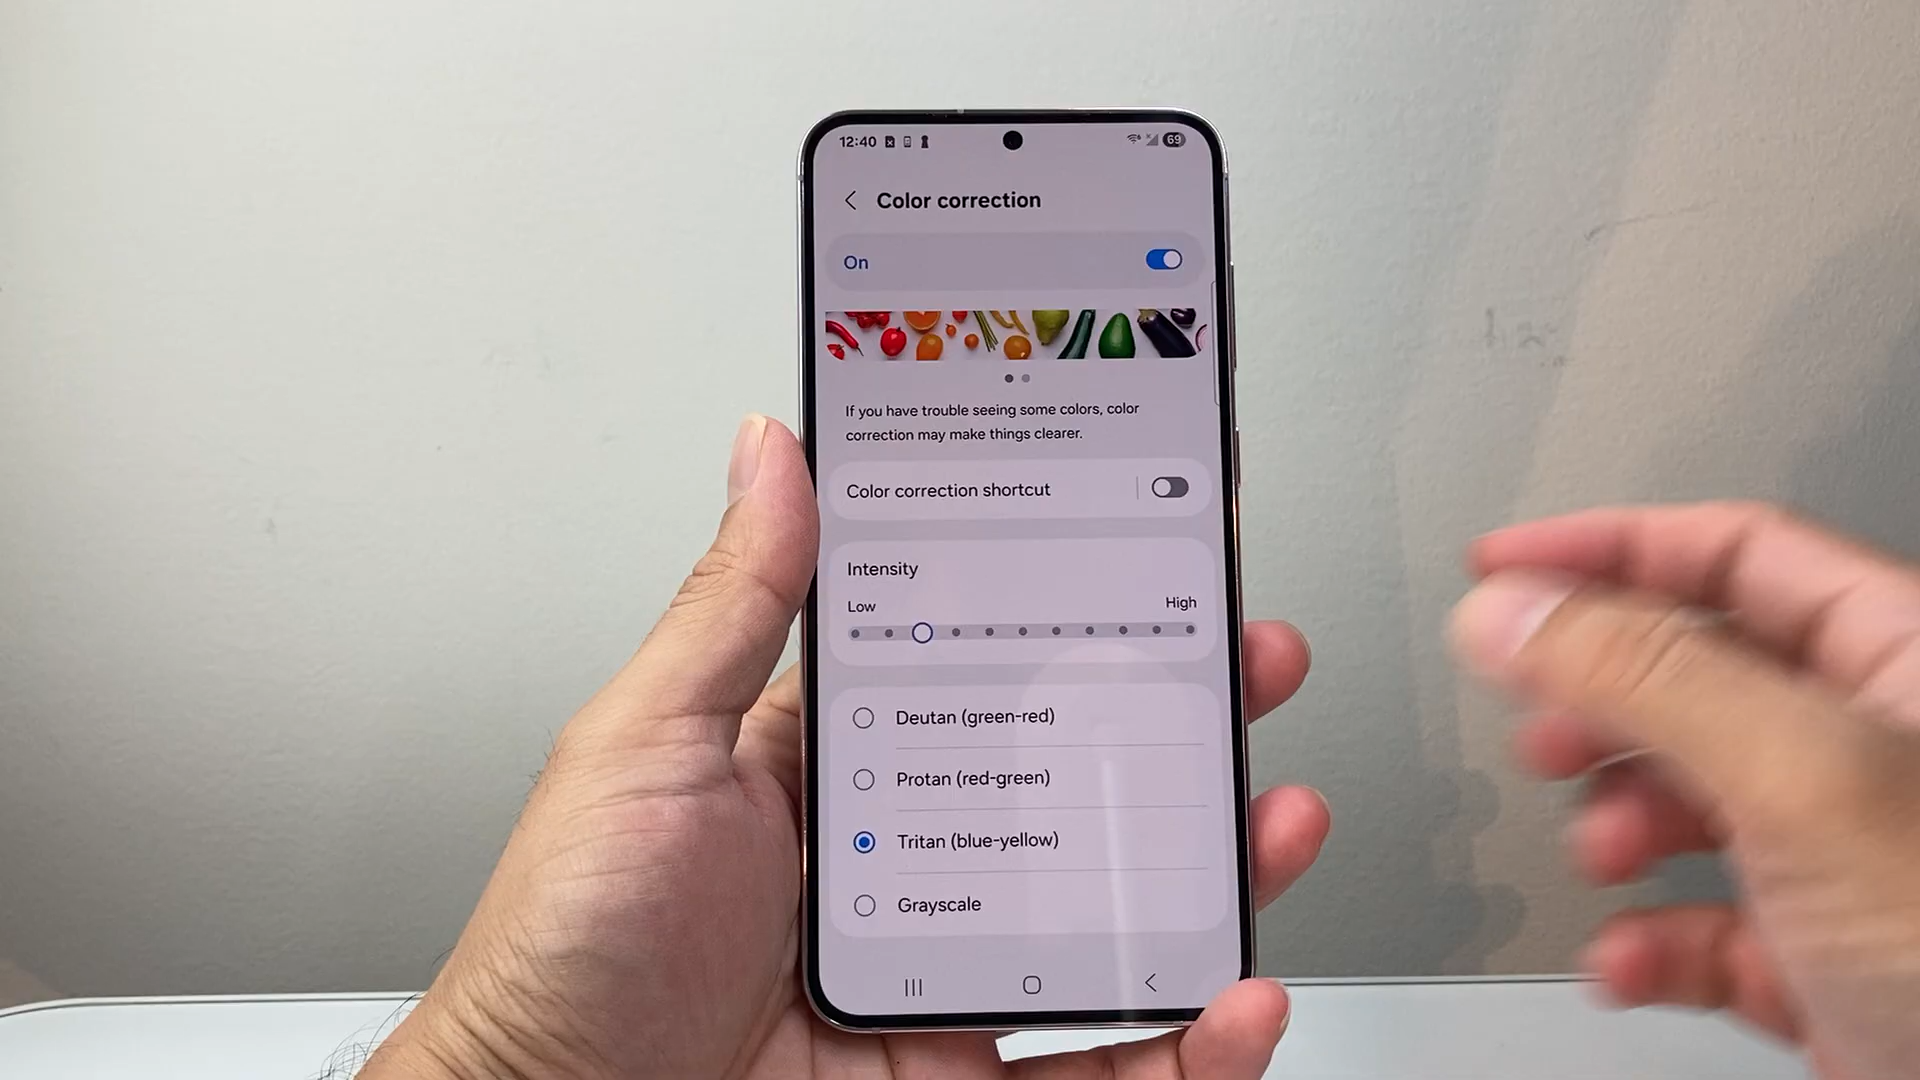 12:40
69
Color correction
On
If you have trouble seeing some colors, color
correction may make things clearer.
Color correction shortcut
Intensity
Low
High
Deutan (green-red)
Protan (red-green)
Tritan (blue-yellow)
Grayscale